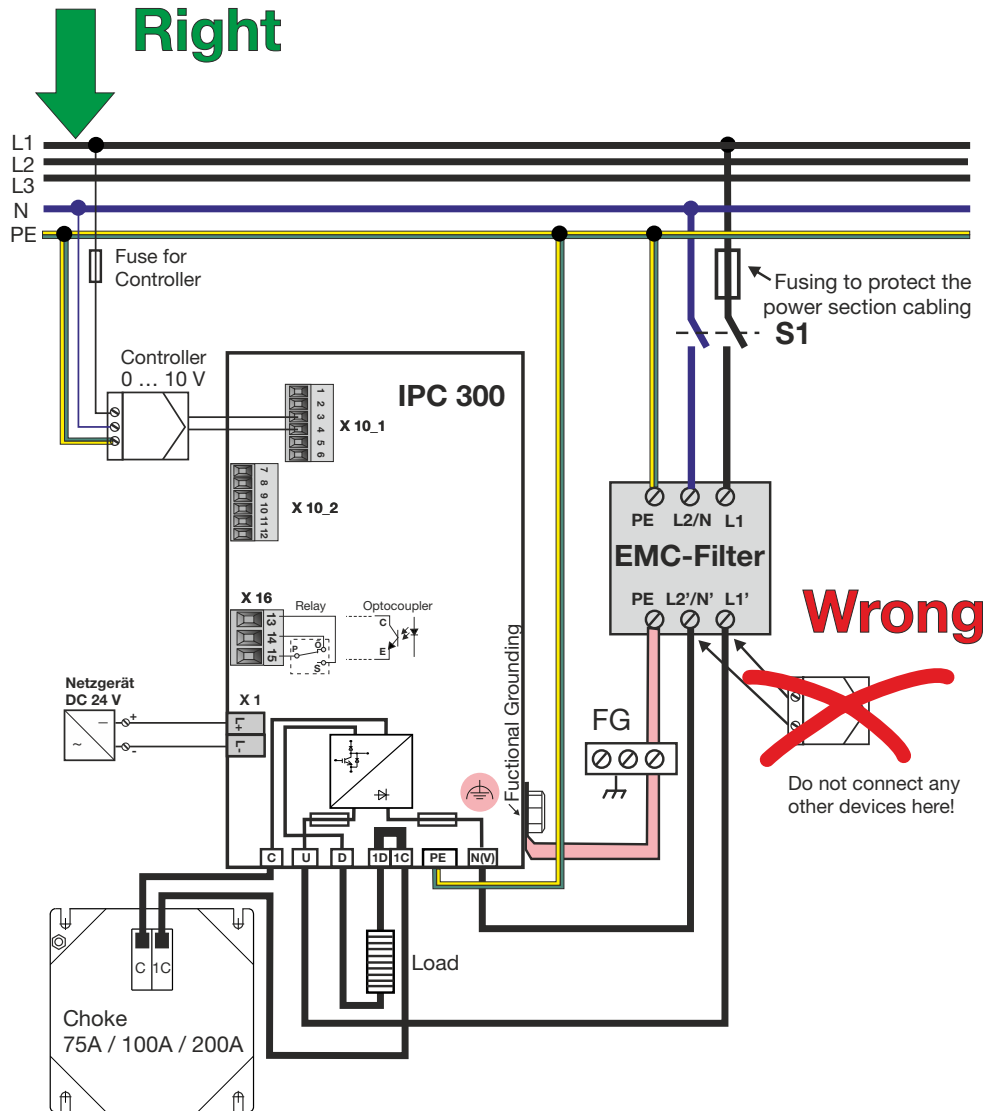 Right
L1
L2
L3
N
PE
Fuse for
Controller
Fusing to protect the
power section cabling
S1
Controller
0 ... 10 V
IPC 300
1
2
3
4
5
6
X 10_1
7
8
9
10
11
12
X 10_2
PE L2/N L1
EMC-Filter
PE L2'/N' L1'
Wrong
X 16
13
14
15
Relay
P
Ö
S
Optocoupler
C
E
Netzgerät
DC 24 V
–
~
+
-
X 1
L+
L-
Fuctional Grounding
FG
Do not connect any
other devices here!
C U D 1D 1C PE N(V)
C 1C
Load
Choke
75A / 100A / 200A